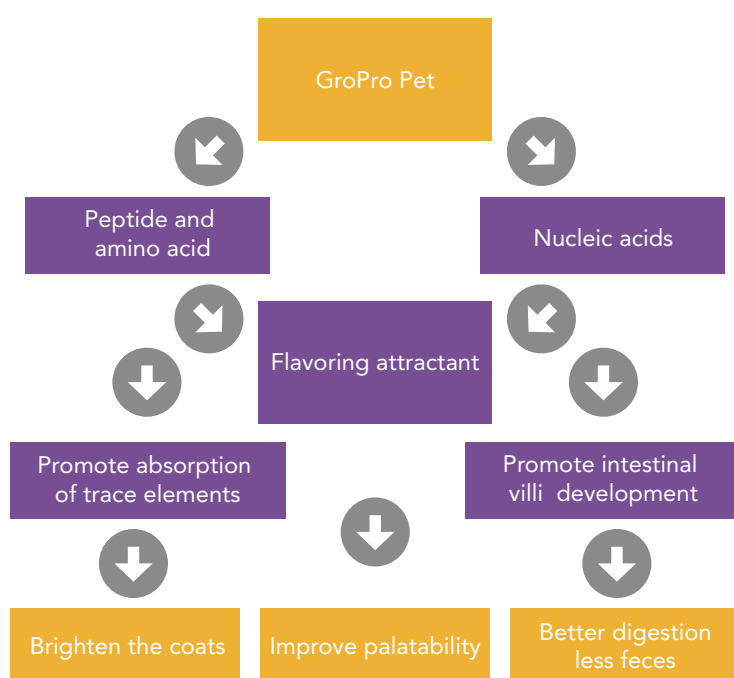 GroPro Pet
Peptide and
amino acid
Nucleic acids
Flavoring attractant
Promote absorption
of trace elements
Promote intestinal
villi development
Brighten the coats
Improve palatability
Better digestion
less feces